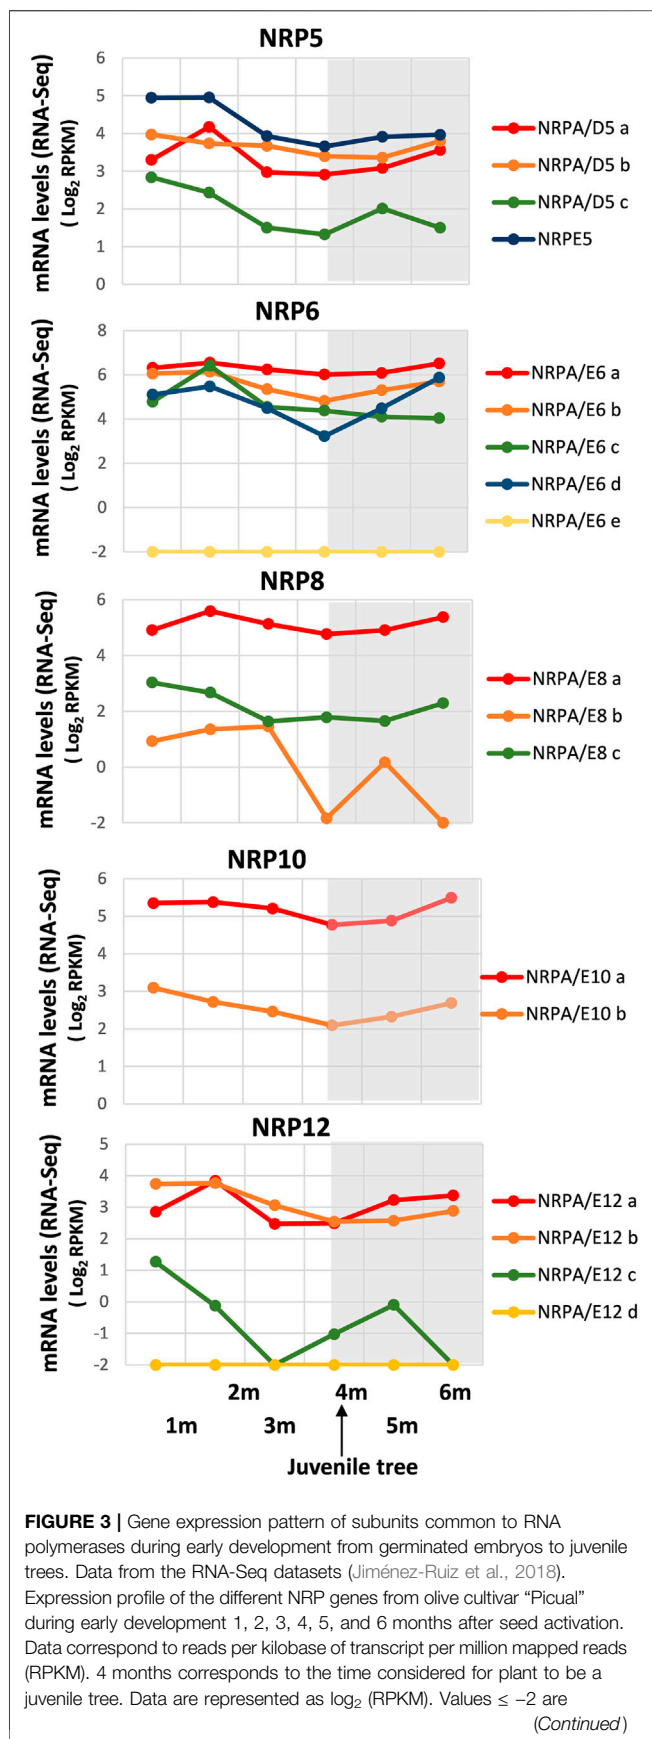 NRP5
mRNA levels (RNA-Seq)
( Log2 RPKM)
6
5
4
3
2
1
0
NRPA/D5 a
NRPA/D5 b
NRPA/D5 c
NRPE5
NRP6
mRNA levels (RNA-Seq)
( Log2 RPKM)
8
6
4
2
0
-2
NRPA/E6 a
NRPA/E6 b
NRPA/E6 c
NRPA/E6 d
NRPA/E6 e
NRP8
mRNA levels (RNA-Seq)
( Log2 RPKM)
6
4
2
0
-2
NRPA/E8 a
NRPA/E8 b
NRPA/E8 c
NRP10
mRNA levels (RNA-Seq)
( Log2 RPKM)
6
5
4
3
2
1
0
NRPA/E10 a
NRPA/E10 b
NRP12
mRNA levels (RNA-Seq)
( Log2 RPKM)
5
4
3
2
1
0
-1
-2
NRPA/E12 a
NRPA/E12 b
NRPA/E12 c
NRPA/E12 d
2m 4m 6m
1m 3m 5m
Juvenile tree
FIGURE 3 | Gene expression pattern of subunits common to RNA
polymerases during early development from germinated embryos to juvenile
trees. Data from the RNA-Seq datasets (Jiménez-Ruiz et al., 2018).
Expression profile of the different NRP genes from olive cultivar “Picual”
during early development 1, 2, 3, 4, 5, and 6 months after seed activation.
Data correspond to reads per kilobase of transcript per million mapped reads
(RPKM). 4 months corresponds to the time considered for plant to be a
juvenile tree. Data are represented as log2 (RPKM). Values ≤ −2 are
(Continued)